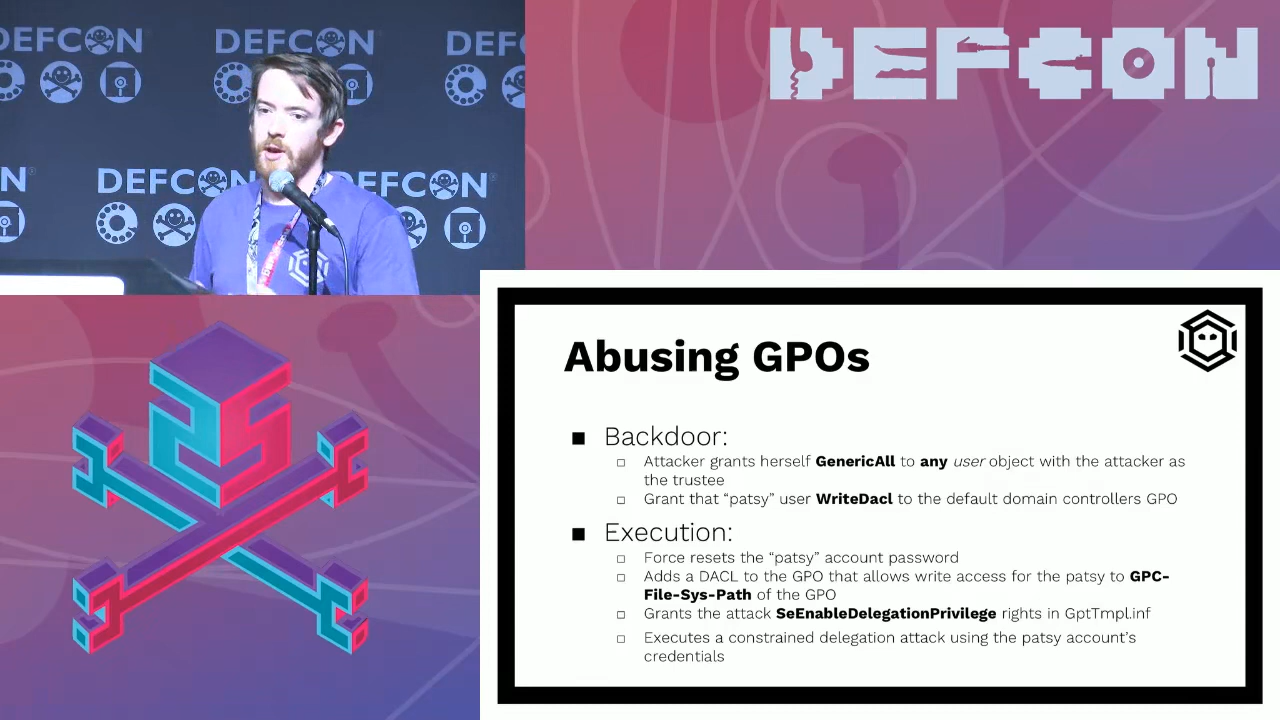 DEFCON
DEFCON
DEFC
DEFCON
N
DEFCON
DEFCON
Abusing GPOs
Backdoor:
Attacker grants herself GenericAll to any user object with the attacker as
the trustee
Grant that “patsy” user WriteDacl to the default domain controllers GPO
Execution:
Force resets the “patsy” account password
Adds a DACL to the GPO that allows write access for the patsy to GPC-
File-Sys-Path of the GPO
Grants the attack SeEnableDelegationPrivilege rights in GptTmpl.inf
Executes a constrained delegation attack using the patsy account’s
credentials